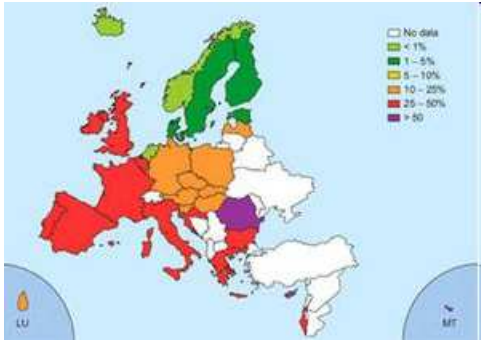 No data
< 1%
1 – 5%
5 – 10%
10 – 25%
25 – 50%
> 50
LU
MT